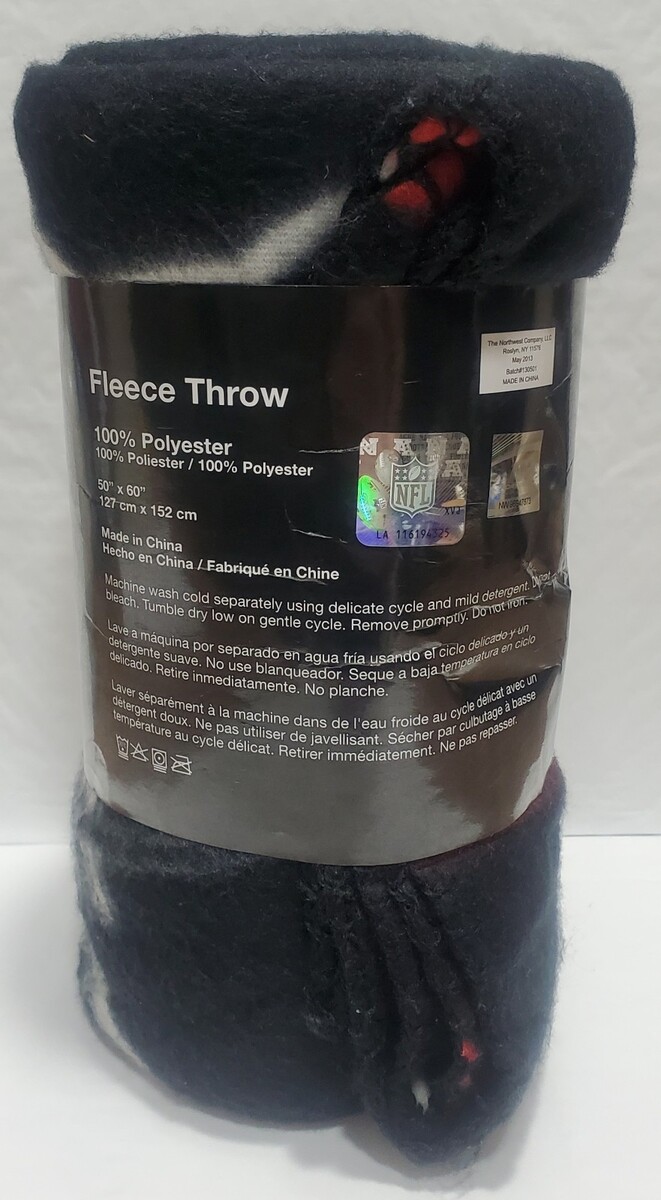 The Northwest Company, LLC
Roslyn, NY 11576
May 2013
Batch#130501
MADE IN CHINA
Fleece Throw
100% Polyester
100% Poliester / 100% Polyester
50" x 60"
127 cm x 152 cm
NFL
LA 116194325
Made in China
Hecho en China / Fabriqué en Chine
Machine wash cold separately using delicate cycle and mild detergent.
bleach. Tumble dry low on gentle cycle. Remove promptly. Do not iron.
Lave a máquina por separado en agua fría usando el ciclo delicado y un
detergente suave. No use blanqueador. Seque a baja temperatura en ciclo
delicado. Retire inmediatamente. No planche.
Laver séparément à la machine dans de l'eau froide au cycle délicat avec un
détergent doux. Ne pas utiliser de javellisant. Sécher par culbutage à basse
température au cycle délicat. Retirer immédiatement. Ne pas repasser.